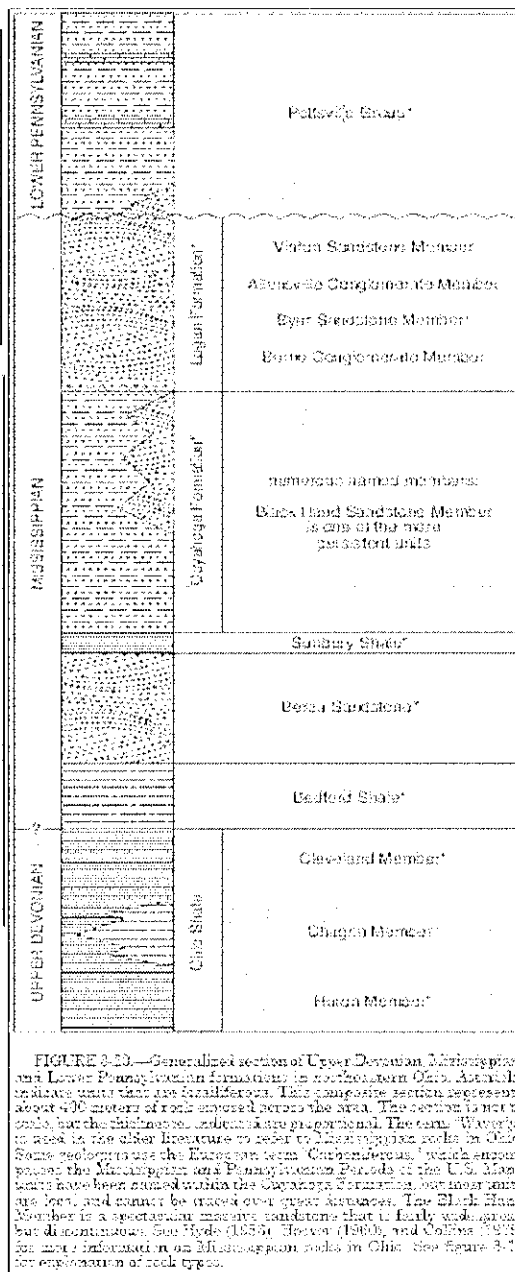 LOWER PENNSYLVANIAN
Pottsville Group*
MISSISSIPPIAN
Logan Formation*
Vinton Sandstone Member
Allensville Conglomerate Member
Byer Sandstone Member*
Berne Conglomerate Member
Cuyahoga Formation*
numerous named members:
Black Hand Sandstone Member
is one of the more
persistent units
Sunbury Shale*
Berea Sandstone*
Bedford Shale*
?
UPPER DEVONIAN
Ohio Shale
Cleveland Member*
Chagrin Member*
Huron Member*
FIGURE 8-23.—Generalized section of Upper Devonian, Mississippian
and Lower Pennsylvanian formations in northeastern Ohio. Asterisk
indicate units that are fossiliferous. This composite section represent
about 400 meters of rock exposed across the area. The section is not t
scale, but the thicknesses indicated are proportional. The term "Waverly
is used in the older literature to refer to Mississippian rocks in Ohio
Some geologists use the European term "Carboniferous," which encom
passes the Mississippian and Pennsylvanian Periods of the U.S. Man
units have been named within the Cuyahoga Formation, but most unit
are local and cannot be traced over great distances. The Black Han
Member is a spectacular massive sandstone that is fairly widespread
but discontinuous. See Hyde (1953), Hoover (1960), and Collins (1979
for more information on Mississippian rocks in Ohio. See figure
for explanation of rock types.